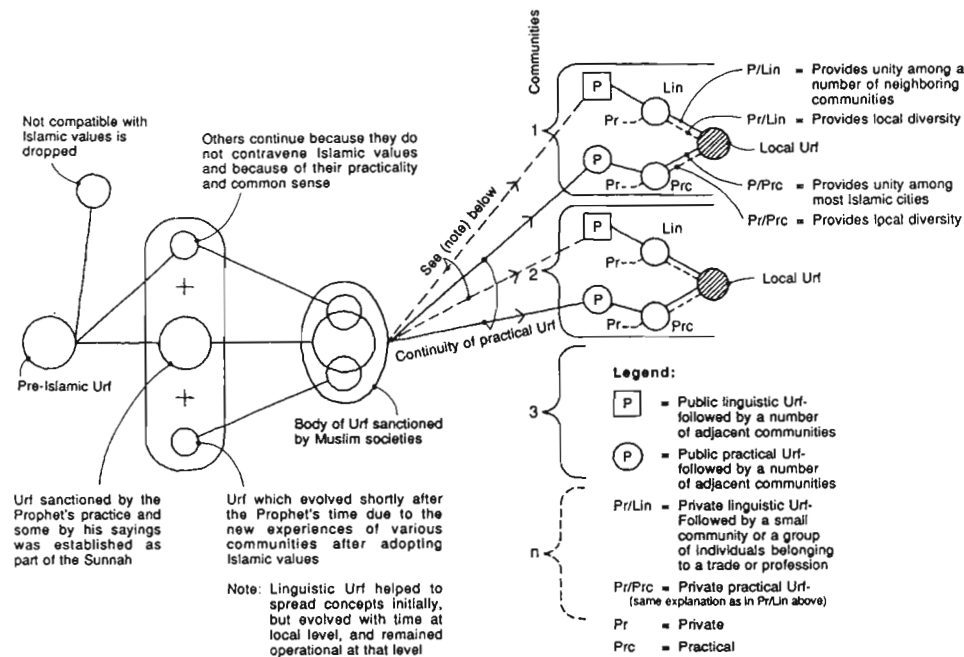 Not compatible with
Islamic values is
dropped
Others continue because they do
not contravene Islamic values
and because of their practicality
and common sense
Pre-Islamic Urf
+
+
Body of Urf sanctioned
by Muslim societies
Urf sanctioned by the
Prophet's practice and
some by his sayings
was established as
part of the Sunnah
Urf which evolved shortly after
the Prophet's time due to the
new experiences of various
communities after adopting
Islamic values
Note: Linguistic Urf helped to
spread concepts initially,
but evolved with time at
local level, and remained
operational at that level
See (note) below
Continuity of practical Urf
Communities
1
P
Lin
Pr
P
Pr
Prc
Local Urf
P/Lin = Provides unity among a
number of neighboring
communities
Pr/Lin = Provides local diversity
P/Prc = Provides unity among
most Islamic cities
Pr/Prc = Provides local diversity
2
P
Lin
Pr
P
Pr
Prc
Local Urf
3
n
Legend:
P = Public linguistic Urf-
followed by a number
of adjacent communities
P = Public practical Urf-
followed by a number
of adjacent communities
Pr/Lin = Private linguistic Urf-
Followed by a small
community or a group
of individuals belonging
to a trade or profession
Pr/Prc = Private practical Urf-
(same explanation as in Pr/Lin above)
Pr = Private
Prc = Practical